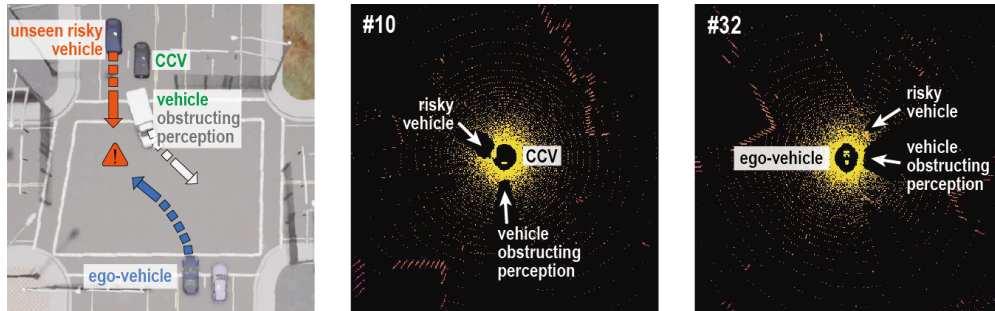 unseen risky
vehicle
CCV
vehicle
obstructing
perception
!
ego-vehicle
#10
risky
vehicle
CCV
vehicle
obstructing
perception
#32
risky
vehicle
ego-vehicle
vehicle
obstructing
perception